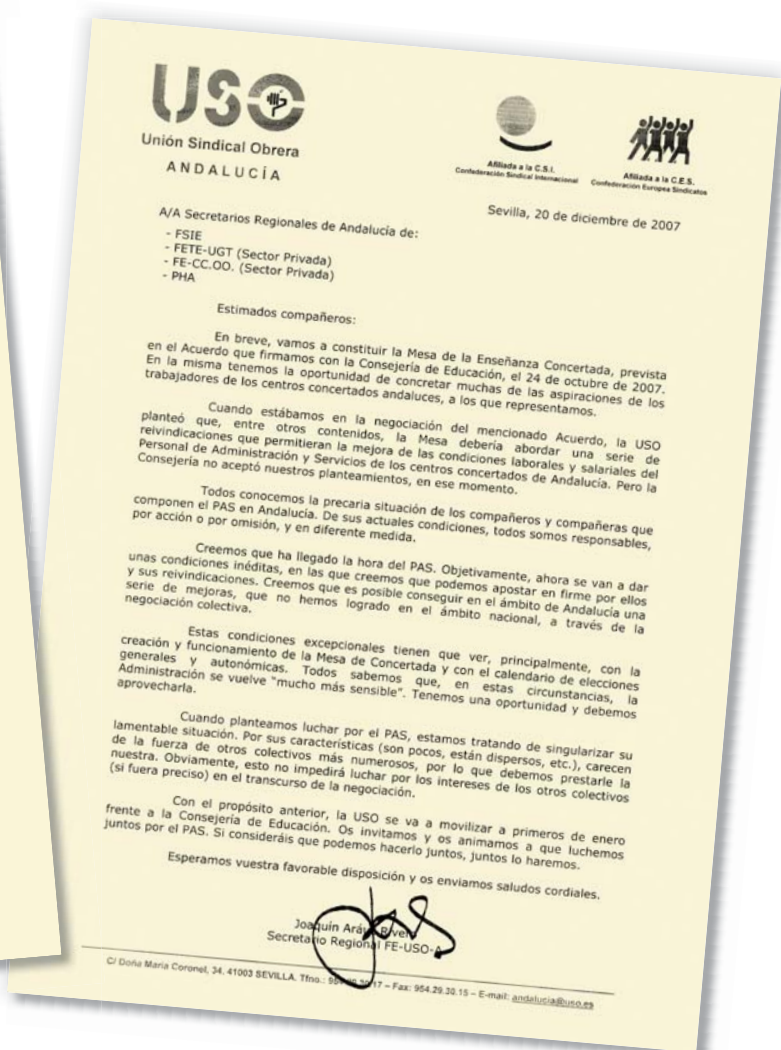 USO
Unión Sindical Obrera
ANDALUCÍA
Afiliada a la C.S.I.
Confederación Sindical Internacional
Afiliada a la C.E.S.
Confederación Europea Sindicatos
Sevilla, 20 de diciembre de 2007
A/A Secretarios Regionales de Andalucía de:
- FSIE
- FETE-UGT (Sector Privada)
- FE-CC.OO. (Sector Privada)
- PHA
Estimados compañeros:
En breve, vamos a constituir la Mesa de la Enseñanza Concertada, prevista
en el Acuerdo que firmamos con la Consejería de Educación, el 24 de octubre de 2007.
En la misma tenemos la oportunidad de concretar muchas de las aspiraciones de los
trabajadores de los centros concertados andaluces, a los que representamos.
Cuando estábamos en la negociación del mencionado Acuerdo, la USO
planteó que, entre otros contenidos, la Mesa debería abordar una serie de
reivindicaciones que permitieran la mejora de las condiciones laborales y salariales del
Personal de Administración y Servicios de los centros concertados de Andalucía. Pero la
Consejería no aceptó nuestros planteamientos, en ese momento.
Todos conocemos la precaria situación de los compañeros y compañeras que
componen el PAS en Andalucía. De sus actuales condiciones, todos somos responsables,
por acción o por omisión, y en diferente medida.
Creemos que ha llegado la hora del PAS. Objetivamente, ahora se van a dar
unas condiciones inéditas, en las que creemos que podemos apostar en firme por ellos
y sus reivindicaciones. Creemos que es posible conseguir en el ámbito de Andalucía una
serie de mejoras, que no hemos logrado en el ámbito nacional, a través de la
negociación colectiva.
Estas condiciones excepcionales tienen que ver, principalmente, con la
creación y funcionamiento de la Mesa de Concertada y con el calendario de elecciones
generales y autonómicas. Todos sabemos que, en estas circunstancias, la
Administración se vuelve "mucho más sensible". Tenemos una oportunidad y debemos
aprovecharla.
Cuando planteamos luchar por el PAS, estamos tratando de singularizar su
lamentable situación. Por sus características (son pocos, están dispersos, etc.), carecen
de la fuerza de otros colectivos más numerosos, por lo que debemos prestarle la
nuestra. Obviamente, esto no impedirá luchar por los intereses de los otros colectivos
(si fuera preciso) en el transcurso de la negociación.
Con el propósito anterior, la USO se va a movilizar a primeros de enero
frente a la Consejería de Educación. Os invitamos y os animamos a que luchemos
juntos por el PAS. Si consideráis que podemos hacerlo juntos, juntos lo haremos.
Esperamos vuestra favorable disposición y os enviamos saludos cordiales.
Joaquín
Secretario Regional FE-USO-A
C/ Doña María Coronel, 34. 41003 SEVILLA. Tfno.: 17 – Fax: 954.29.30.15 – E-mail: andalucia@uso.es